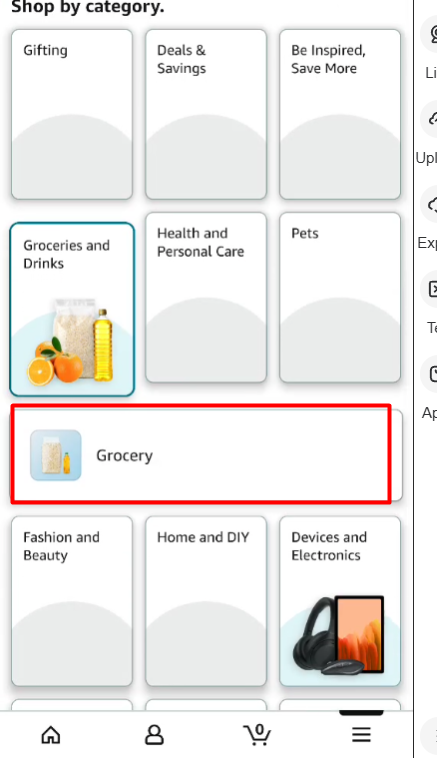 Shop by category.
Gifting
Deals &
Savings
Be Inspired,
Save More
Groceries and
Drinks
Health and
Personal Care
Pets
Grocery
Fashion and
Beauty
Home and DIY
Devices and
Electronics
0
Li
Upl
Exp
Te
Ap